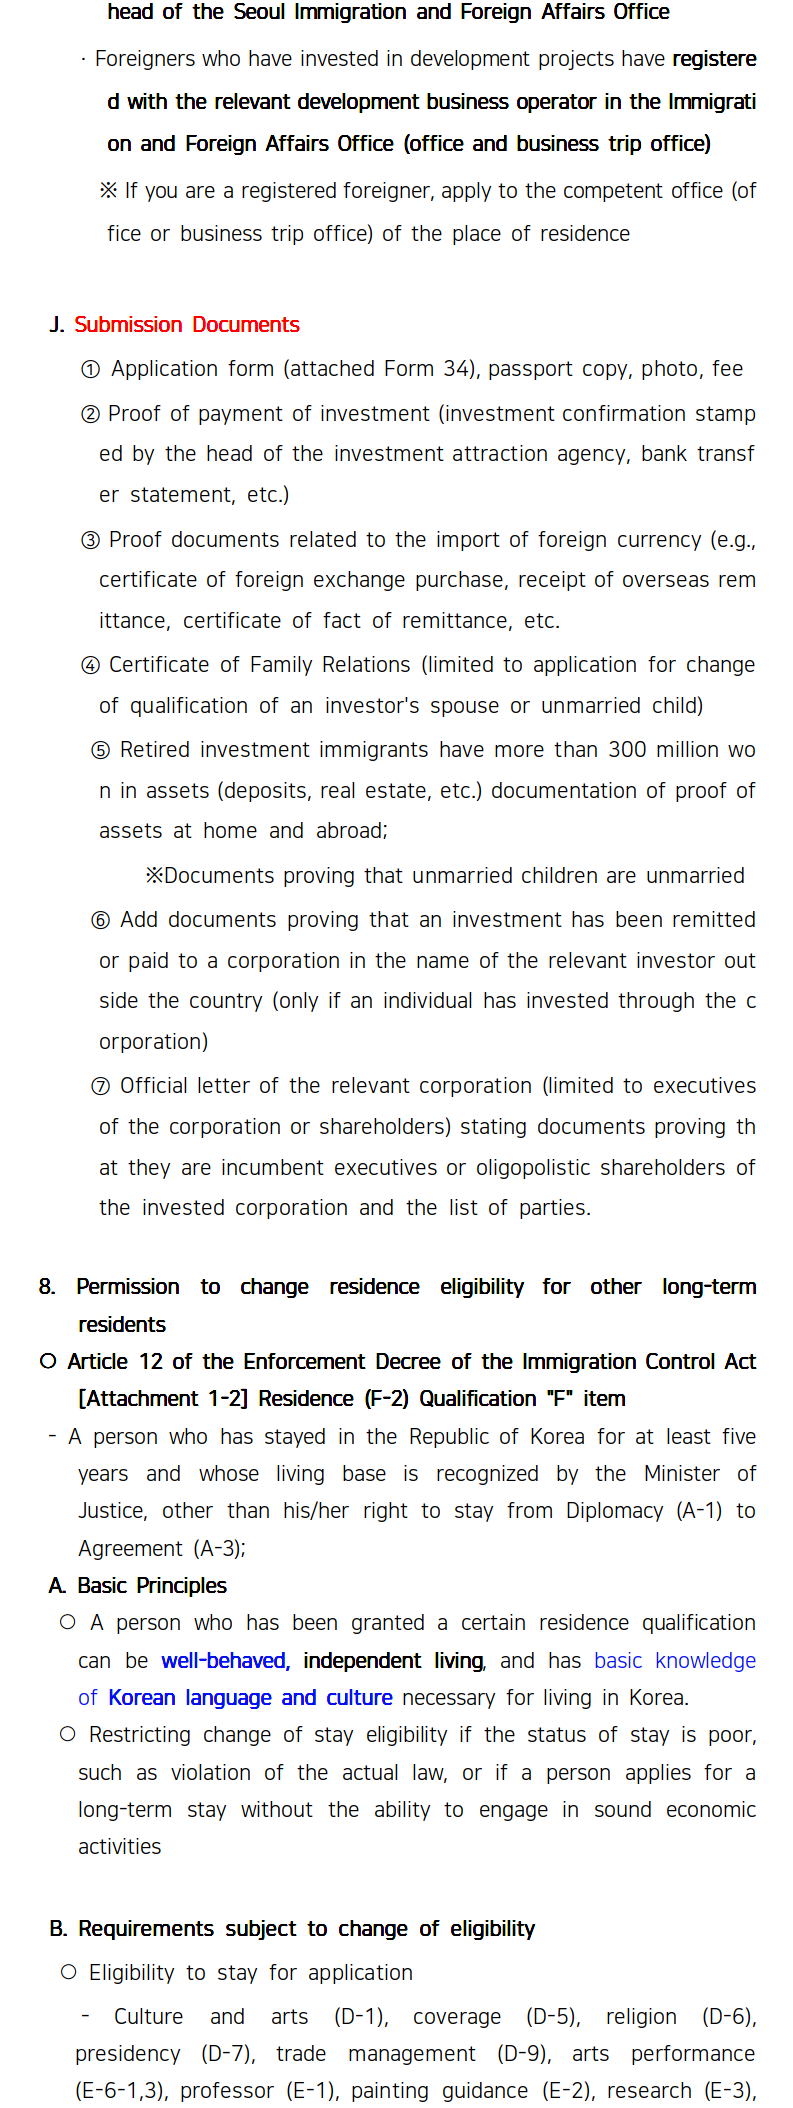 head of the Seoul Immigration and Foreign Affairs Office
· Foreigners who have invested in development projects have registere
d with the relevant development business operator in the Immigrati
on and Foreign Affairs Office (office and business trip office)
※ If you are a registered foreigner, apply to the competent office (of
fice or business trip office) of the place of residence
J. Submission Documents
① Application form (attached Form 34), passport copy, photo, fee
② Proof of payment of investment (investment confirmation stamp
ed by the head of the investment attraction agency, bank transf
er statement, etc.)
③ Proof documents related to the import of foreign currency (e.g.,
certificate of foreign exchange purchase, receipt of overseas rem
ittance, certificate of fact of remittance, etc.
④ Certificate of Family Relations (limited to application for change
of qualification of an investor's spouse or unmarried child)
⑤ Retired investment immigrants have more than 300 million wo
n in assets (deposits, real estate, etc.) documentation of proof of
assets at home and abroad;
※Documents proving that unmarried children are unmarried
⑥ Add documents proving that an investment has been remitted
or paid to a corporation in the name of the relevant investor out
side the country (only if an individual has invested through the c
orporation)
⑦ Official letter of the relevant corporation (limited to executives
of the corporation or shareholders) stating documents proving th
at they are incumbent executives or oligopolistic shareholders of
the invested corporation and the list of parties.
8. Permission to change residence eligibility for other long-term
residents
○ Article 12 of the Enforcement Decree of the Immigration Control Act
[Attachment 1-2] Residence (F-2) Qualification "F" item
- A person who has stayed in the Republic of Korea for at least five
years and whose living base is recognized by the Minister of
Justice, other than his/her right to stay from Diplomacy (A-1) to
Agreement (A-3);
A. Basic Principles
○ A person who has been granted a certain residence qualification
can be well-behaved, independent living, and has basic knowledge
of Korean language and culture necessary for living in Korea.
○ Restricting change of stay eligibility if the status of stay is poor,
such as violation of the actual law, or if a person applies for a
long-term stay without the ability to engage in sound economic
activities
B. Requirements subject to change of eligibility
○ Eligibility to stay for application
- Culture and arts (D-1), coverage (D-5), religion (D-6),
presidency (D-7), trade management (D-9), arts performance
(E-6-1,3), professor (E-1), painting guidance (E-2), research (E-3),